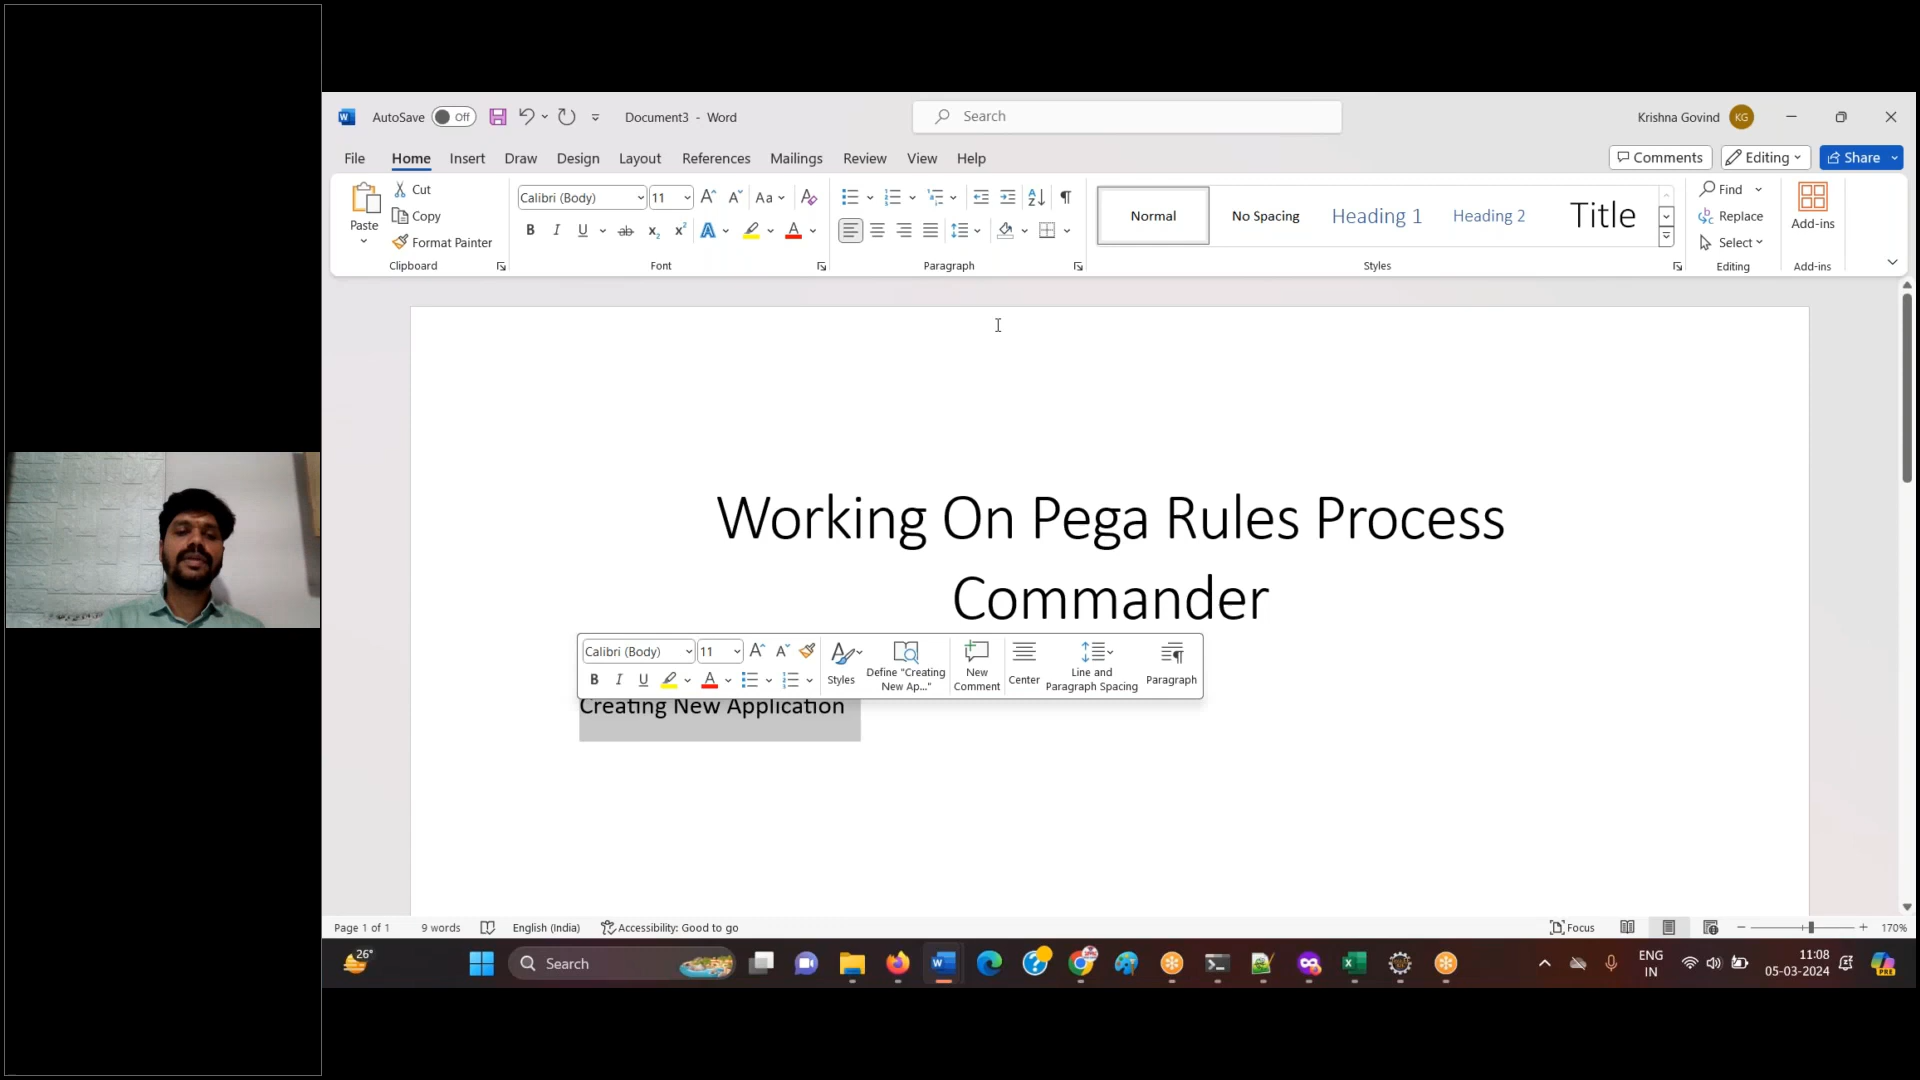 AutoSave Off Document3 - Word Search Krishna Govind KG
File Home Insert Draw Design Layout References Mailings Review View Help Comments Editing Share
Paste Cut Copy Format Painter Clipboard
Calibri (Body) 11 Aa B I U ab x₂ x² A A Font
Paragraph
Normal No Spacing Heading 1 Heading 2 Title Styles
Find Replace Select Editing
Add-ins Add-ins
Working On Pega Rules Process
Commander
Calibri (Body) 11 B I U A Styles Define "Creating New Ap..." New Comment Center Line and Paragraph Spacing Paragraph
Creating New Application
Page 1 of 1 9 words English (India) Accessibility: Good to go Focus 170%
26° Search ENG IN 11:08 05-03-2024 PRE